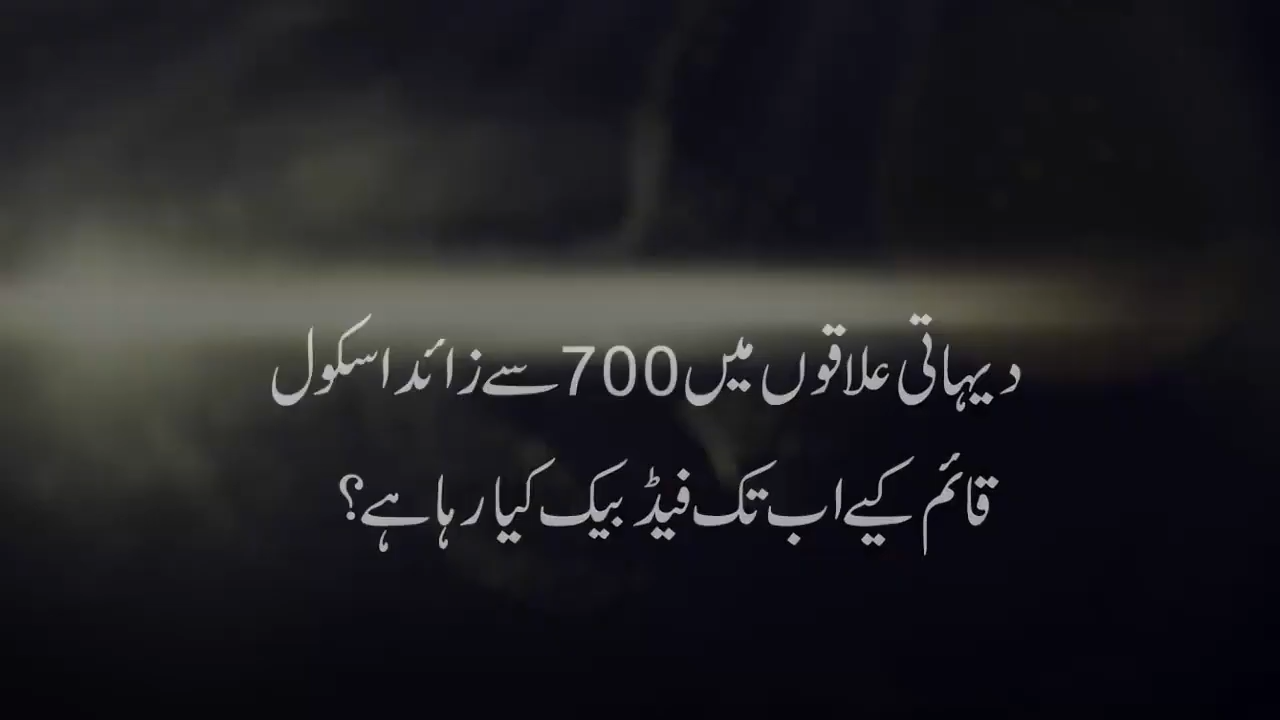 دیہاتی علاقوں میں 700 سے زائد اسکول
قائم کیے اب تک فیڈ بیک کیا رہا ہے؟